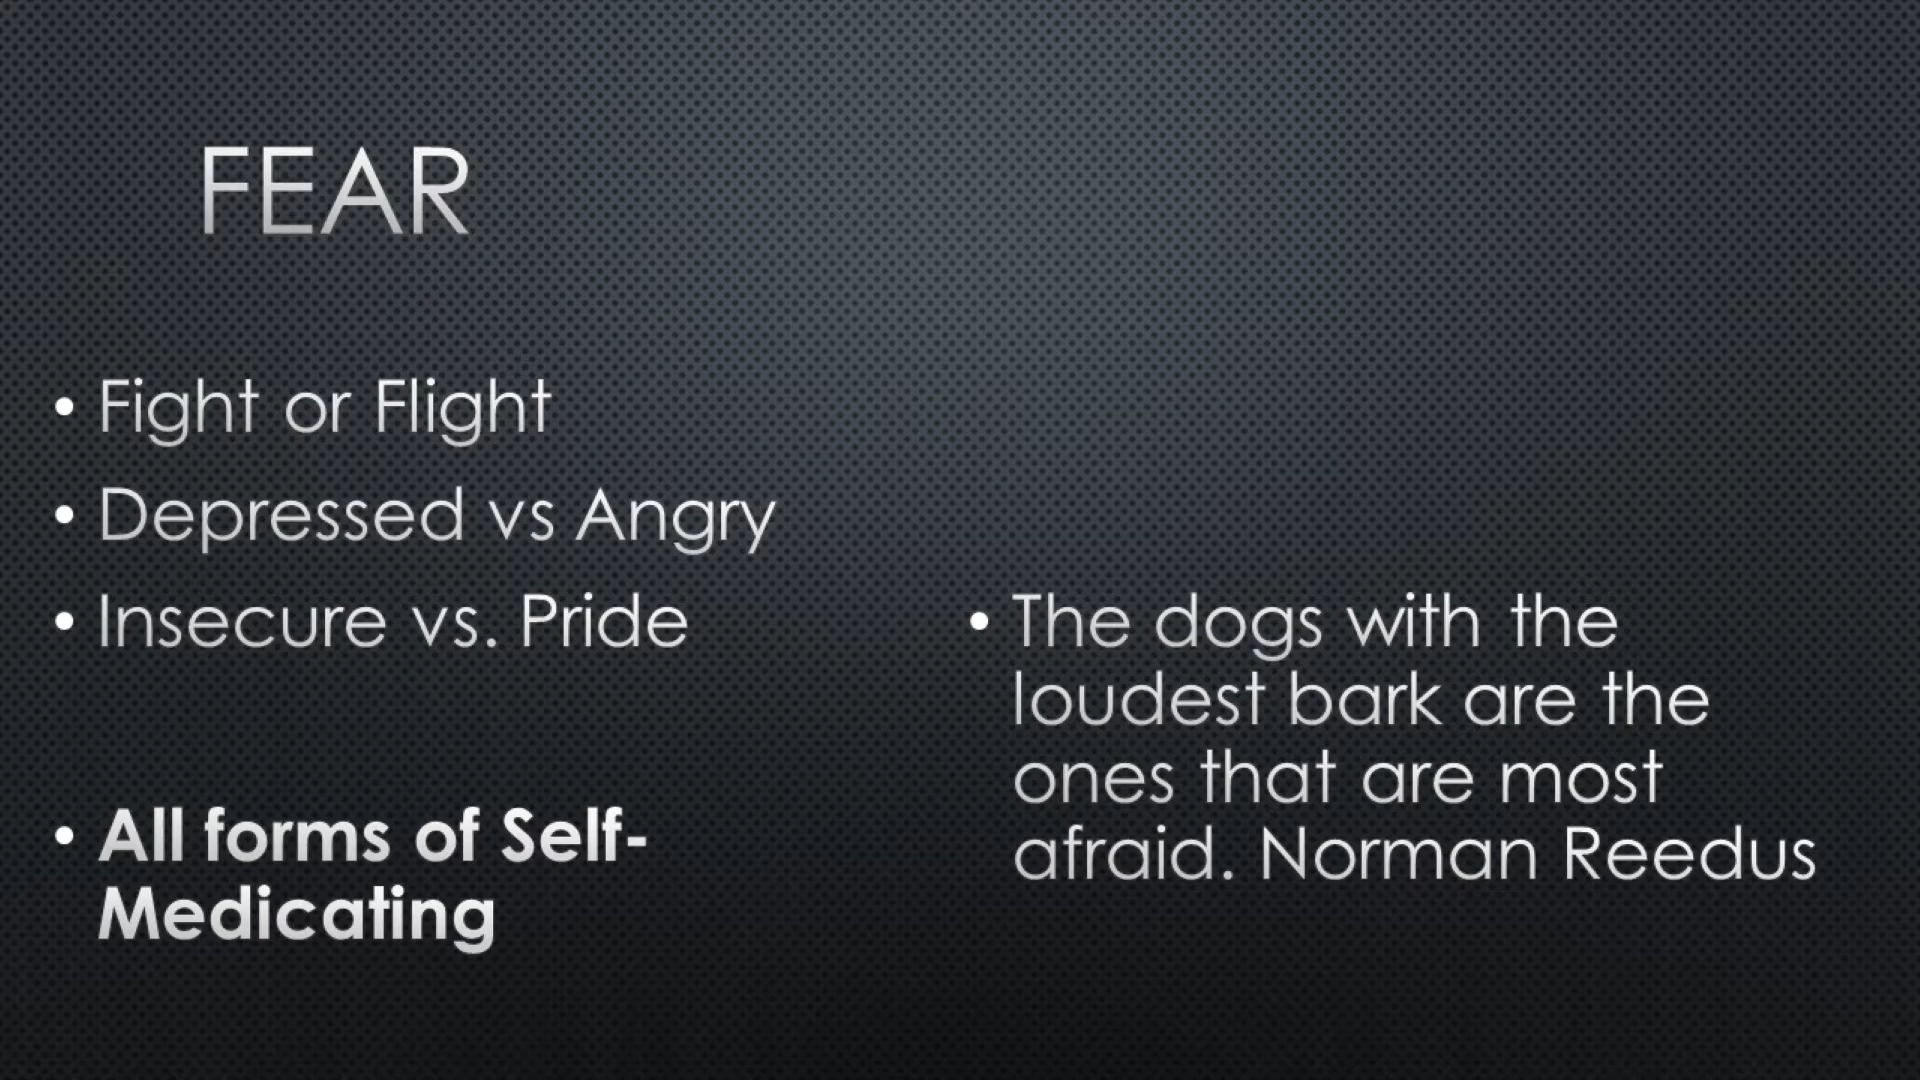 FEAR
• Fight or Flight
• Depressed vs Angry
• Insecure vs. Pride
• All forms of Self-
Medicating
• The dogs with the
loudest bark are the
ones that are most
afraid. Norman Reedus